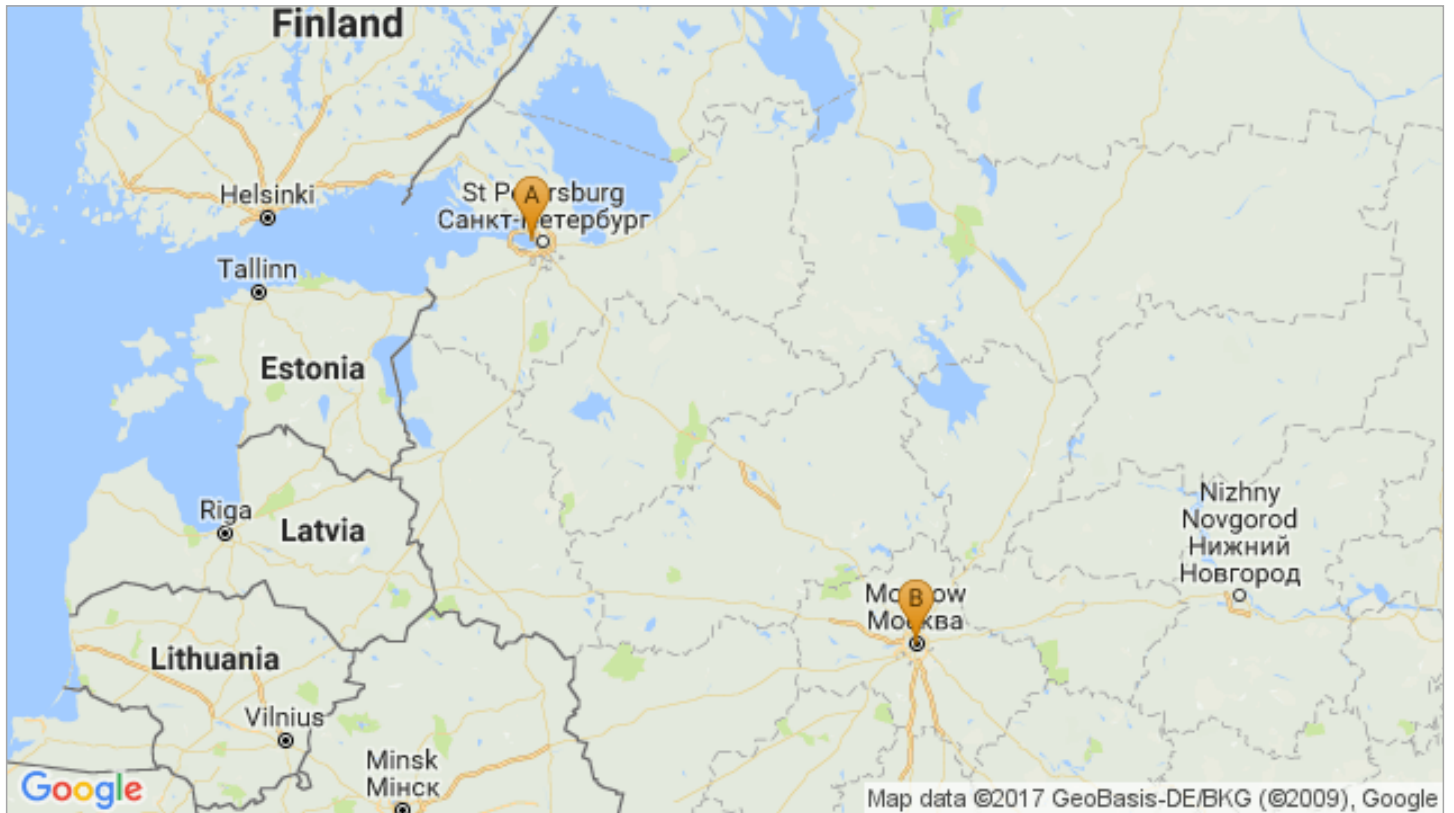 Finland
Helsinki
A
St Petersburg
Санкт-Петербург
Tallinn
Estonia
Riga
Latvia
Nizhny
Novgorod
Нижний
Новгород
B
Moscow
Москва
Lithuania
Vilnius
Minsk
Мінск
Google
Map data ©2017 GeoBasis-DE/BKG (©2009), Google